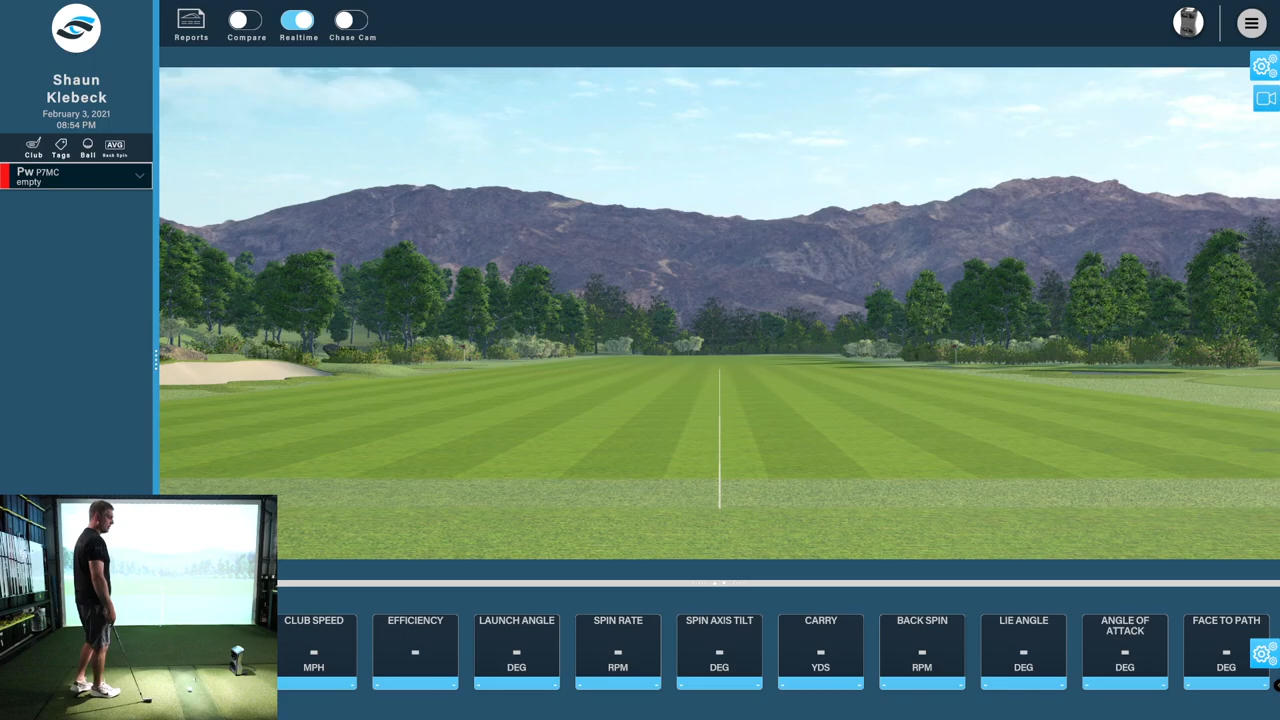 Shaun
Klebeck
February 3, 2021
08:54 PM
Club Tags Ball AVG Back Spin
Pw P7MC
empty
Reports Compare Realtime Chase Cam
CLUB SPEED
-
MPH
EFFICIENCY
-
LAUNCH ANGLE
-
DEG
SPIN RATE
-
RPM
SPIN AXIS TILT
-
DEG
CARRY
-
YDS
BACK SPIN
-
RPM
LIE ANGLE
-
DEG
ANGLE OF
ATTACK
-
DEG
FACE TO PATH
-
DEG